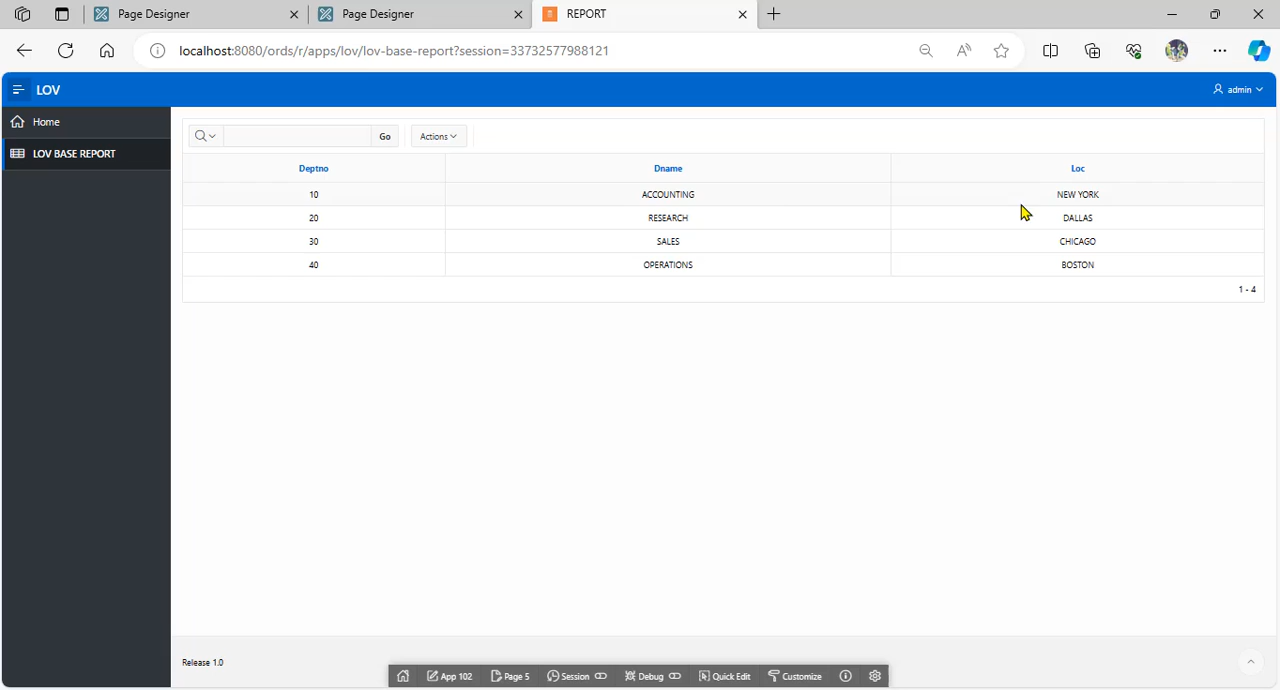 Page Designer
Page Designer
REPORT
localhost:8080/ords/r/apps/lov/lov-base-report?session=33732577988121
LOV
admin
Home
LOV BASE REPORT
Go
Actions
Deptno Dname Loc
10 ACCOUNTING NEW YORK
20 RESEARCH DALLAS
30 SALES CHICAGO
40 OPERATIONS BOSTON
1 - 4
Release 1.0
App 102 Page 5 Session Debug Quick Edit Customize